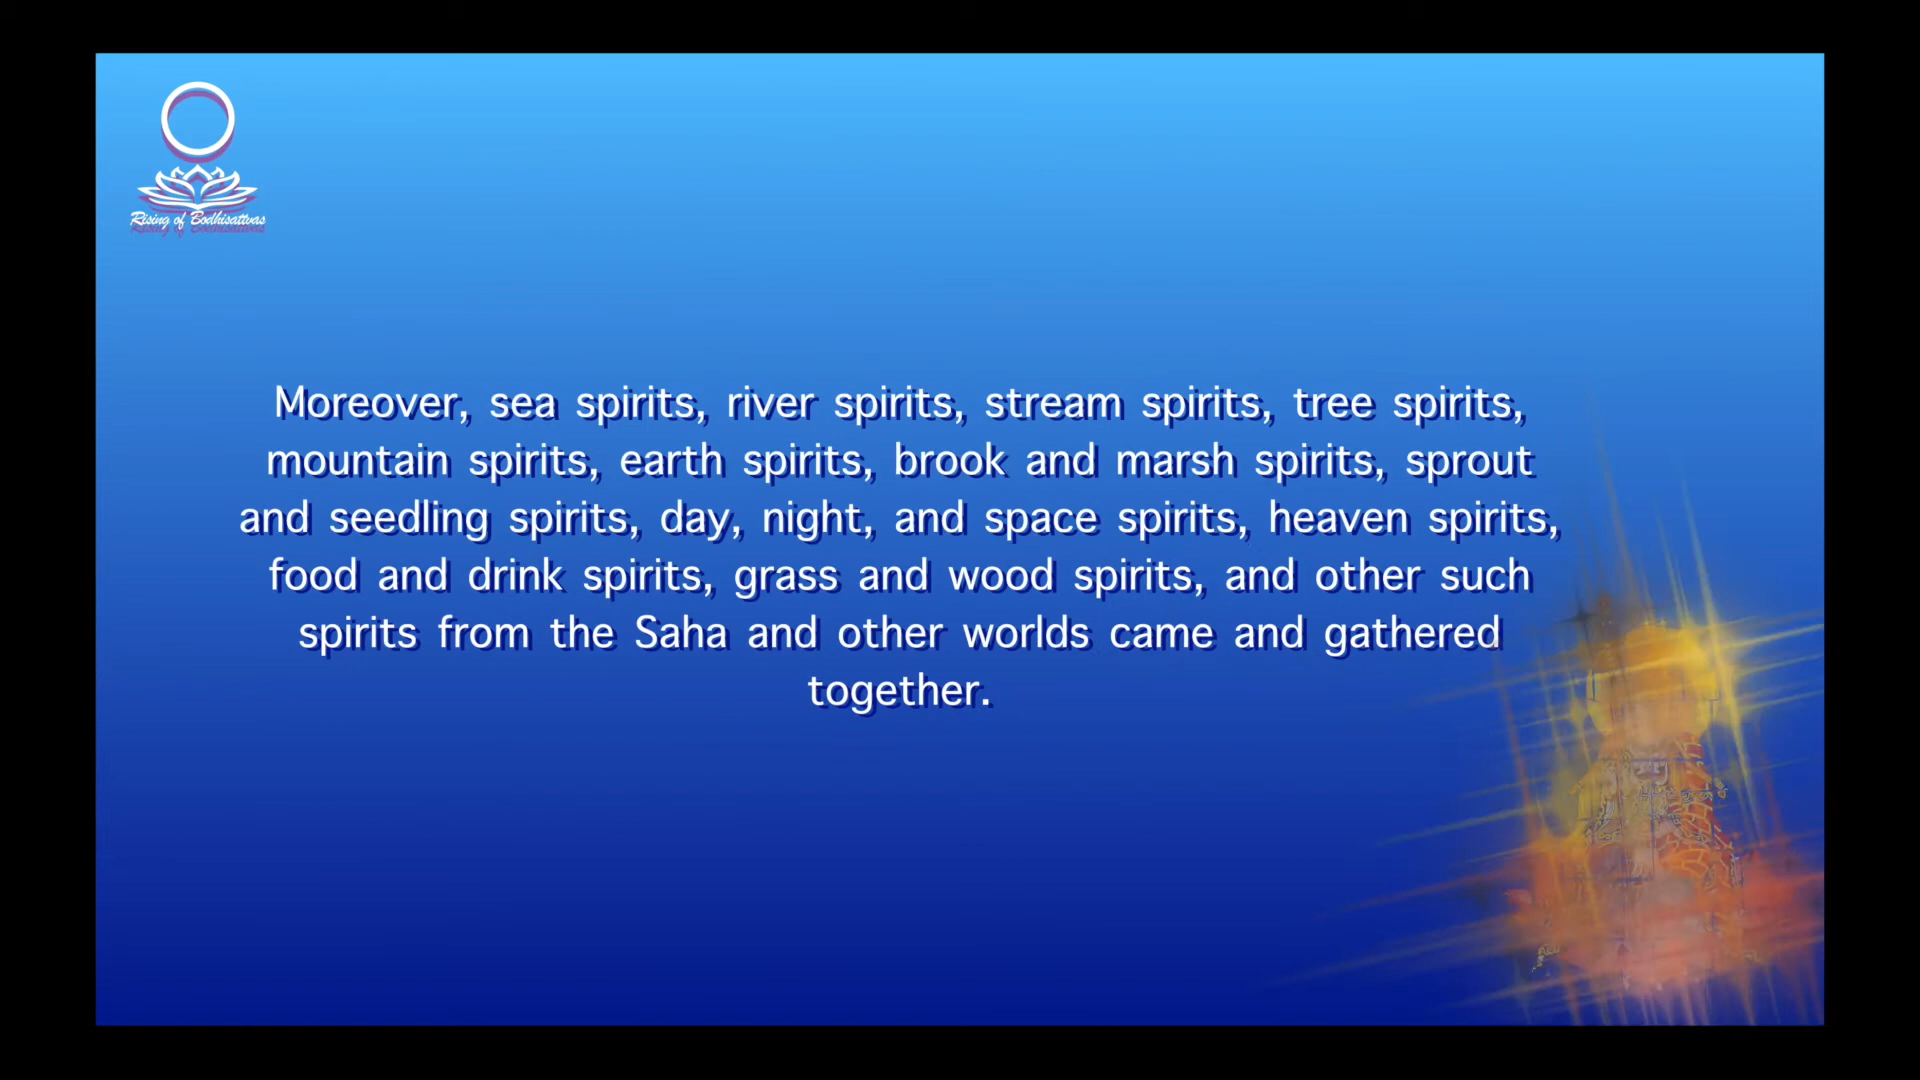 Rising of Bodhisattvas
Moreover, sea spirits, river spirits, stream spirits, tree spirits,
mountain spirits, earth spirits, brook and marsh spirits, sprout
and seedling spirits, day, night, and space spirits, heaven spirits,
food and drink spirits, grass and wood spirits, and other such
spirits from the Saha and other worlds came and gathered
together.